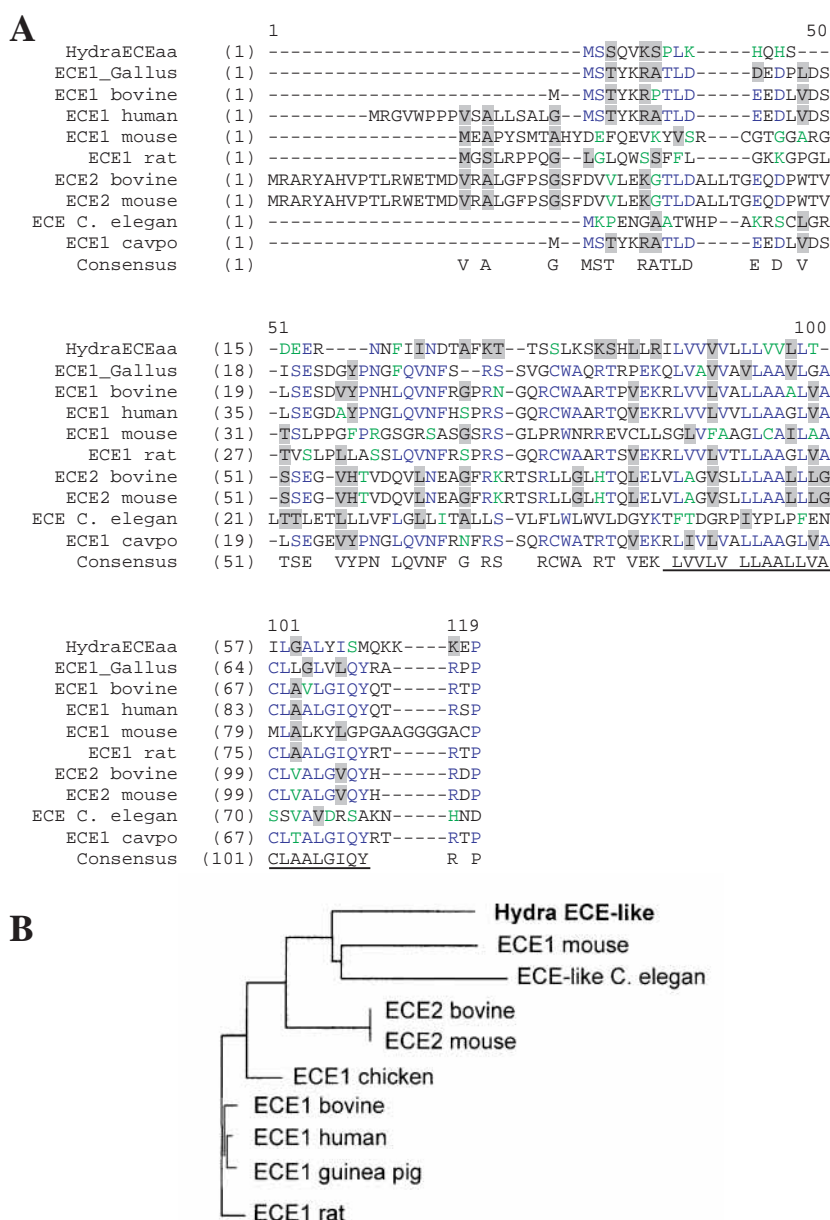 A
1 50
HydraECEaa (1) ----------------------------MSSQVKSPLK-----HQHS---
ECE1_Gallus (1) ----------------------------MSTYKRATLD-----DEDPLDS
ECE1 bovine (1) -------------------------M--MSTYKRPTLD-----EEDLVDS
ECE1 human (1) ---------MRGVWPPPVSALLSALG--MSTYKRATLD-----EEDLVDS
ECE1 mouse (1) -----------------MEAPYSMTAHYDEFQEVKYVSR---CGTGGARG
ECE1 rat (1) -----------------MGSLRPPQG--LGLQWSSFFL-----GKKGPGL
ECE2 bovine (1) MRARYAHVPTLRWETMDVRALGFPSGSFDVVLEKGTLDALLTGEQDPWTV
ECE2 mouse (1) MRARYAHVPTLRWETMDVRALGFPSGSFDVVLEKGTLDALLTGEQDPWTV
ECE C. elegan (1) ----------------------------MKPENGAATWHP--AKRSCLGR
ECE1 cavpo (1) -------------------------M--MSTYKRATLD-----EEDLVDS
Consensus (1) V A G MST RATLD E D V
51 100
HydraECEaa (15) -DEER----NNFIINDTAFKT--TSSLKSKSHLLRILVVVVLLLVVLLT-
ECE1_Gallus (18) -ISESDGYPNGFQVNFS--RS-SVGCWAQRTRPEKQLVAVVAVLAAVLGA
ECE1 bovine (19) -LSESDVYPNHLQVNFRGPRN-GQRCWAARTPVEKRLVVLVALLAAALVA
ECE1 human (35) -LSEGDAYPNGLQVNFHSPRS-GQRCWAARTQVEKRLVVLVVLLAAGLVA
ECE1 mouse (31) -TSLPPGFPRGSGRSASGSRS-GLPRWNRREVCLLSGLVFAAGLCAILAA
ECE1 rat (27) -TVSLPLLASSLQVNFRSPRS-GQRCWAARTSVEKRLVVLVTLLAAGLVA
ECE2 bovine (51) -SSEG-VHTVDQVLNEAGFRKRTSRLLGLHTQLELVLAGVSLLLAALLLG
ECE2 mouse (51) -SSEG-VHTVDQVLNEAGFRKRTSRLLGLHTQLELVLAGVSLLLAALLLG
ECE C. elegan (21) LTTLETLLLVFLGLLITALLS-VLFLWLWVLDGYKTFTDGRPIYPLPFEN
ECE1 cavpo (19) -LSEGEVYPNGLQVNFRNFRS-SQRCWATRTQVEKRLIVLVALLAAGLVA
Consensus (51) TSE VYPN LQVNF G RS RCWA RT VEK LVVLV LLAALLVA
101 119
HydraECEaa (57) ILGALYISMQKK----KEP
ECE1_Gallus (64) CLLGLVLQYRA-----RPP
ECE1 bovine (67) CLAVLGIQYQT-----RTP
ECE1 human (83) CLAALGIQYQT-----RSP
ECE1 mouse (79) MLALKYLGPGAAGGGGACP
ECE1 rat (75) CLAALGIQYRT-----RTP
ECE2 bovine (99) CLVALGVQYH------RDP
ECE2 mouse (99) CLVALGVQYH------RDP
ECE C. elegan (70) SSVAVDRSAKN----HND
ECE1 cavpo (67) CLTALGIQYRT-----RTP
Consensus (101) CLAALGIQY R P
B
Hydra ECE-like
ECE1 mouse
ECE-like C. elegan
ECE2 bovine
ECE2 mouse
ECE1 chicken
ECE1 bovine
ECE1 human
ECE1 guinea pig
ECE1 rat